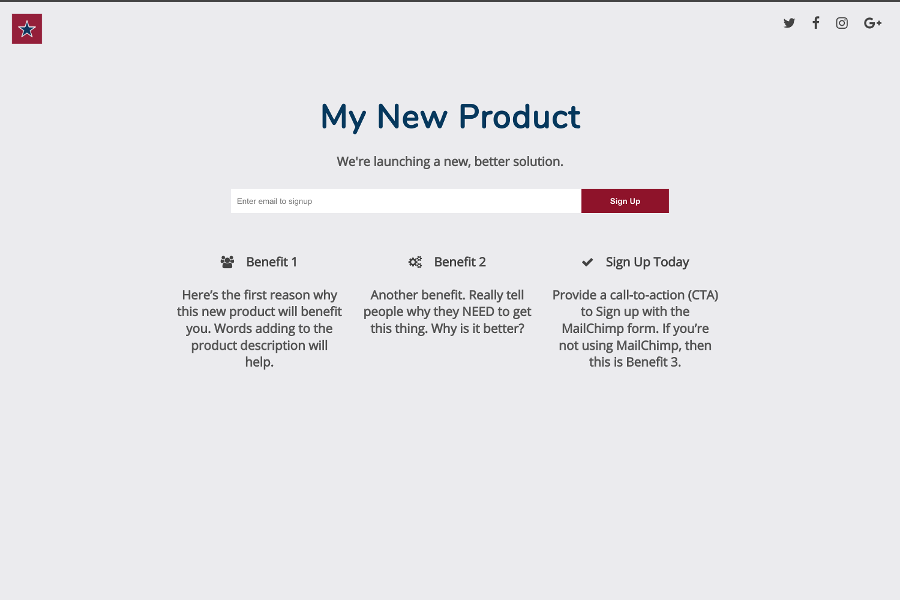 My New Product
We're launching a new, better solution.
Enter email to signup
Sign Up
Benefit 1
Here’s the first reason why
this new product will benefit
you. Words adding to the
product description will
help.
Benefit 2
Another benefit. Really tell
people why they NEED to get
this thing. Why is it better?
Sign Up Today
Provide a call-to-action (CTA)
to Sign up with the
MailChimp form. If you’re
not using MailChimp, then
this is Benefit 3.